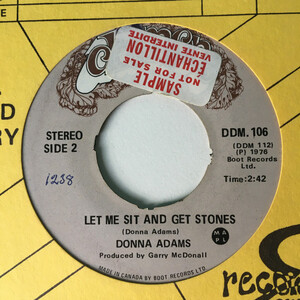 SAMPLE
NOT FOR SALE
ÉCHANTILLON
VENTE INTERDITE
STEREO
SIDE 2
DDM. 106
(DDM 112)
(P) 1976
Boot Records
Ltd.
Time: 2:42
1238
LET ME SIT AND GET STONES
(Donna Adams)
DONNA ADAMS
Produced by Garry McDonall
MAPL
MADE IN CANADA BY BOOT RECORDS LTD.